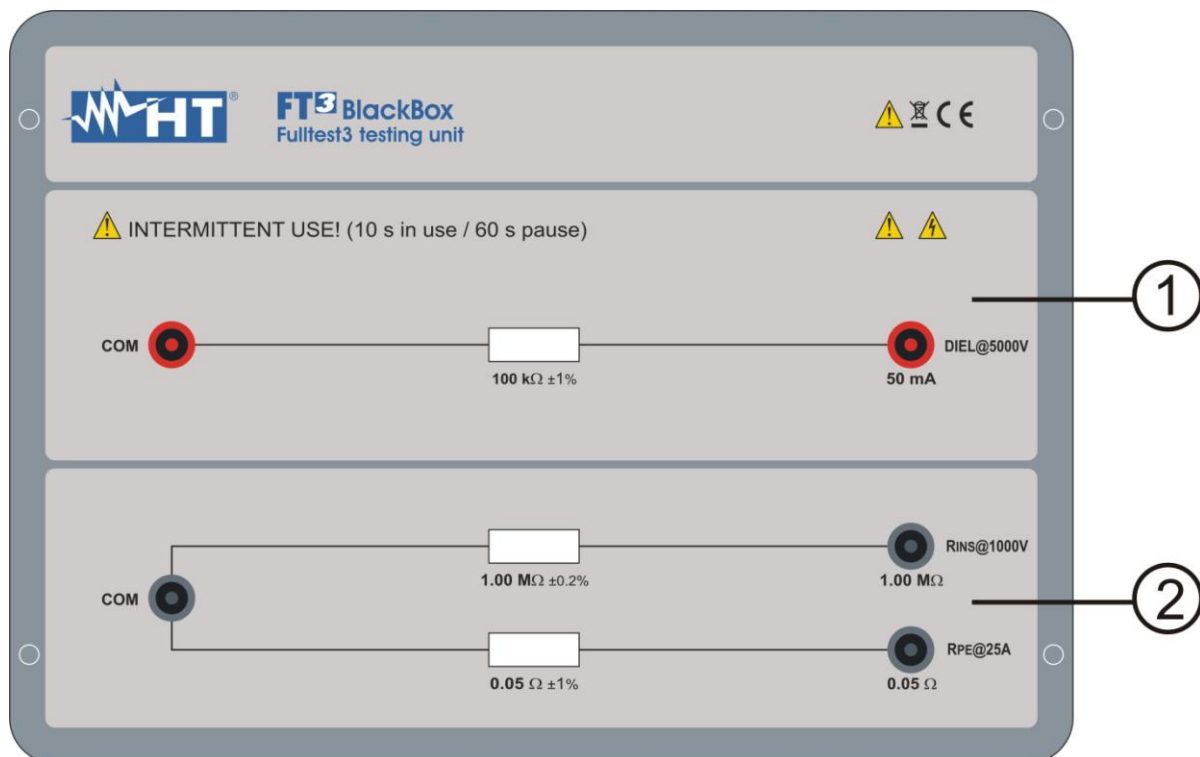 HT®
FT3 BlackBox
Fulltest3 testing unit
CE
INTERMITTENT USE! (10 s in use / 60 s pause)
1
COM
DIEL@5000V
100 kΩ ±1%
50 mA
RINS@1000V
1.00 MΩ ±0.2%
1.00 MΩ
COM
2
RPE@25A
0.05 Ω ±1%
0.05 Ω